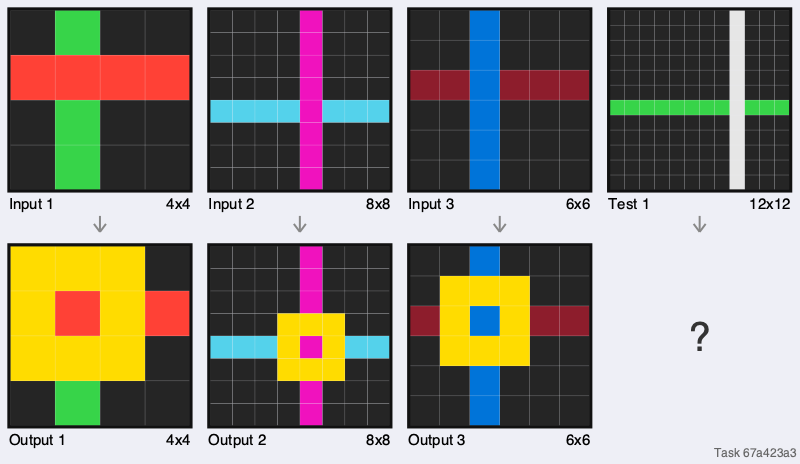 Input 1 4x4
Input 2 8x8
Input 3 6x6
Test 1 12x12
?
Output 1 4x4
Output 2 8x8
Output 3 6x6
Task 67a423a3